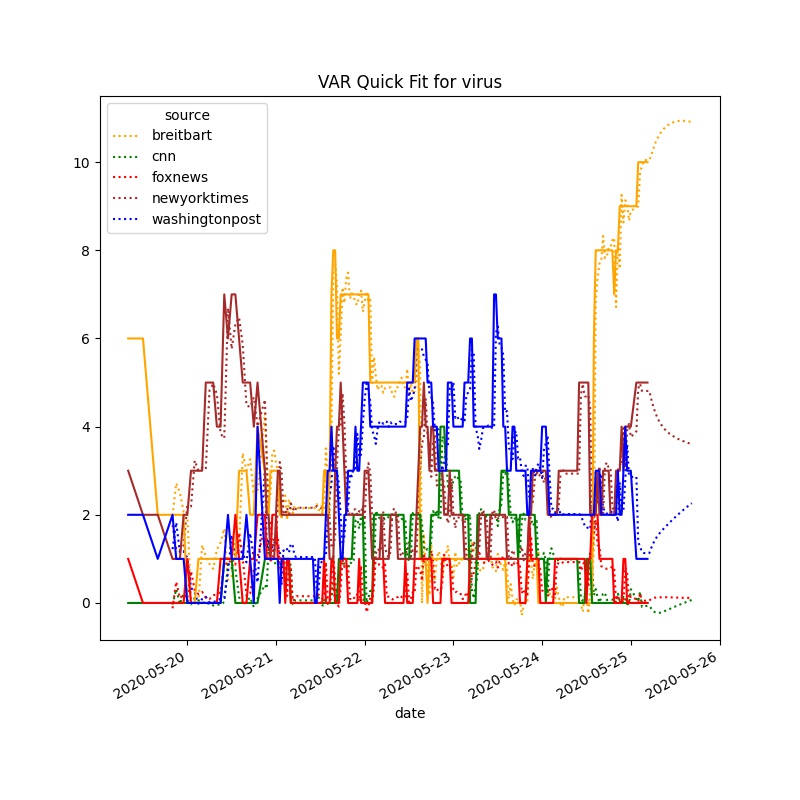 VAR Quick Fit for virus
source
breitbart
cnn
foxnews
newyorktimes
washingtonpost
10
8
6
4
2
0
2020-05-20
2020-05-21
2020-05-22
2020-05-23
2020-05-24
2020-05-25
2020-05-26
date